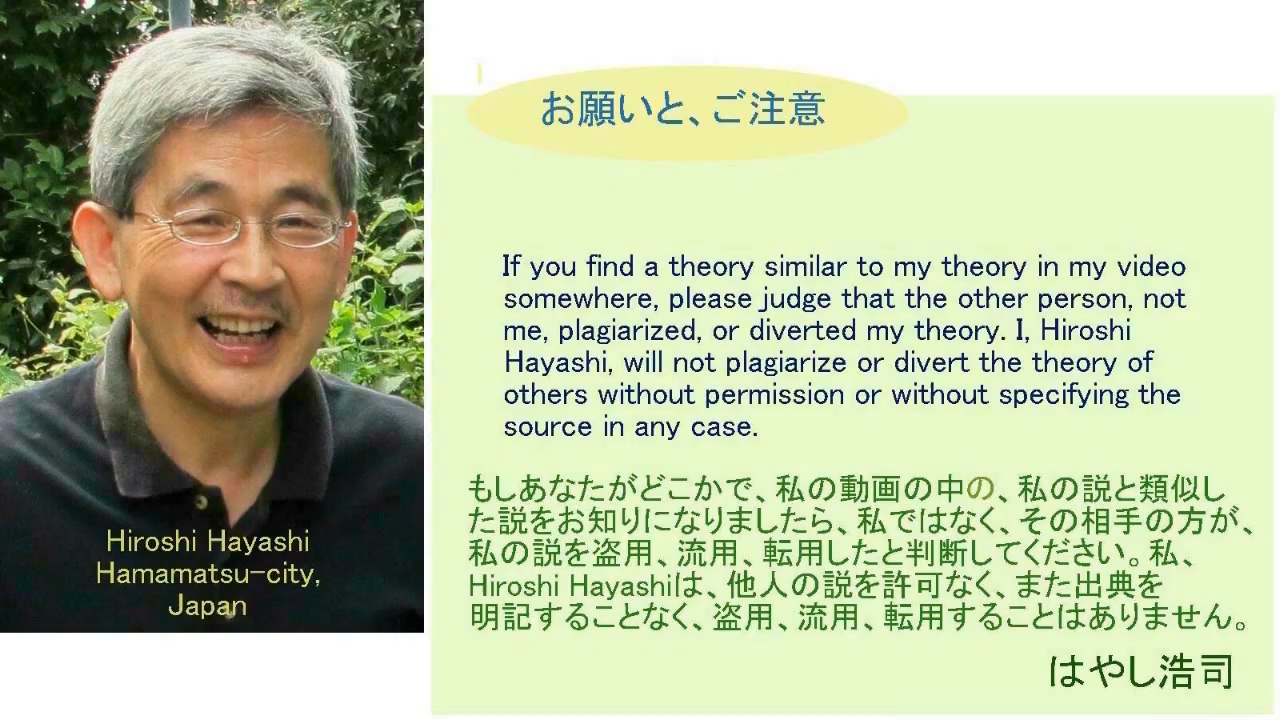 お願いと、ご注意
If you find a theory similar to my theory in my video
somewhere, please judge that the other person, not
me, plagiarized, or diverted my theory. I, Hiroshi
Hayashi, will not plagiarize or divert the theory of
others without permission or without specifying the
source in any case.
もしあなたがどこかで、私の動画の中の、私の説と類似し
た説をお知りになりましたら、私ではなく、その相手の方が、
私の説を盗用、流用、転用したと判断してください。私、
Hiroshi Hayashiは、他人の説を許可なく、また出典を
明記することなく、盗用、流用、転用することはありません。
はやし浩司
Hiroshi Hayashi
Hamamatsu-city,
Japan